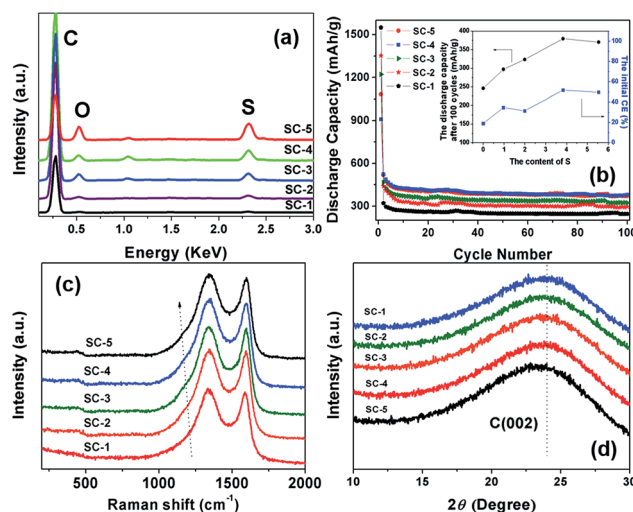 (a)
C
O
S
SC-5
SC-4
SC-3
SC-2
SC-1
Intensity (a.u.)
0.5 1.0 1.5 2.0 2.5 3.0
Energy (KeV)
(b)
Discharge Capacity (mAh/g)
1500
1200
900
600
300
SC-5
SC-4
SC-3
SC-2
SC-1
The discharge capacity
after 100 cycles (mAh/g)
400
350
300
250
200
150
100
100
80
60
40
20
0
The initial CE (%)
0 1 2 3 4 5 6
The content of S
0 20 40 60 80 100
Cycle Number
(c)
SC-5
SC-4
SC-3
SC-2
SC-1
Intensity (a.u.)
500 1000 1500 2000
Raman shift (cm⁻¹)
SC-1
SC-2
SC-3
SC-4
SC-5
C(002)
(d)
Intensity (a.u.)
10 15 20 25 30
2θ (Degree)